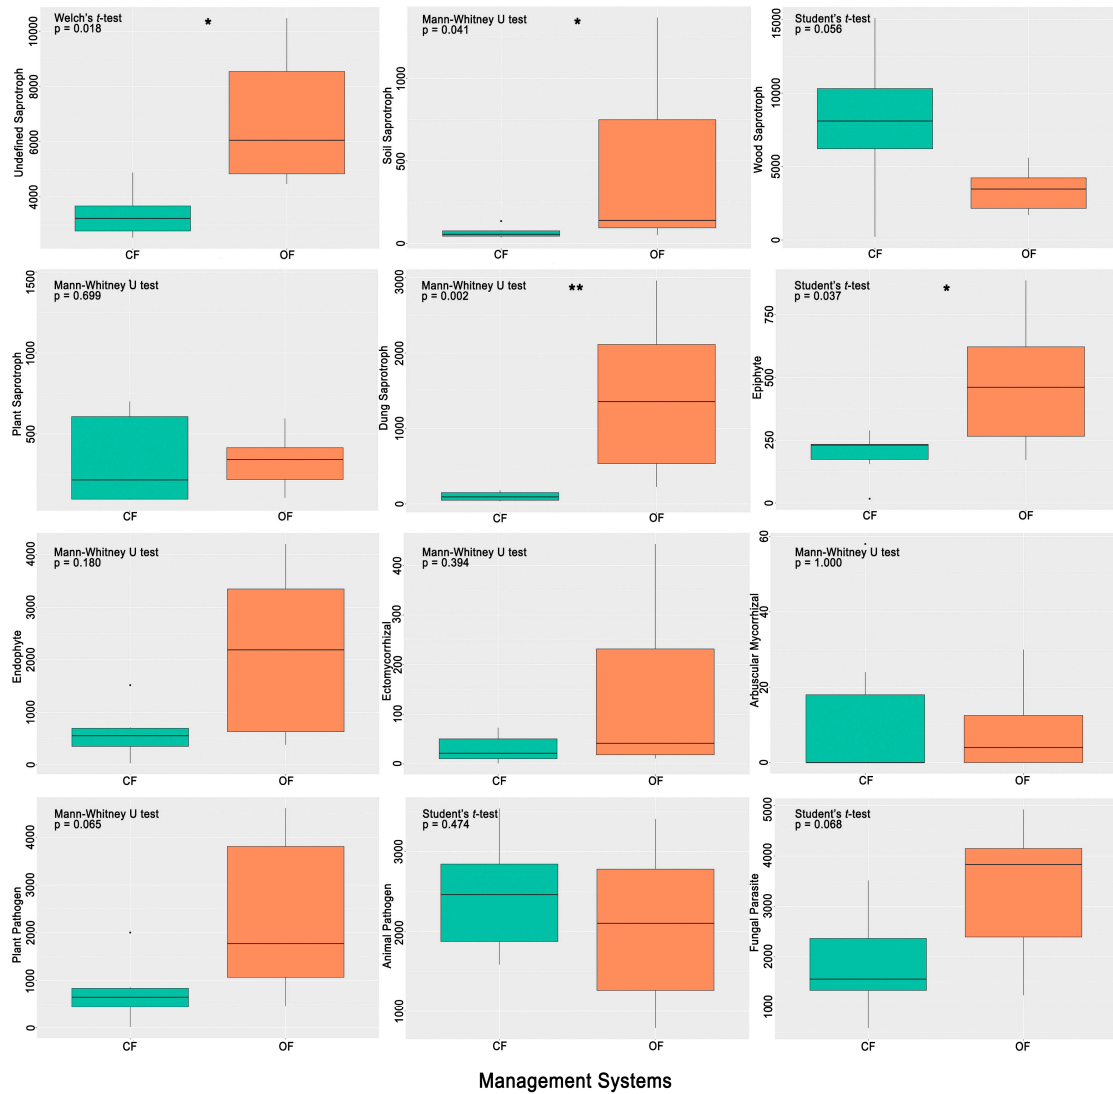 Welch's t-test
p = 0.018
*
Undefined Saprotroph
10000
8000
6000
4000
CF
OF
Mann-Whitney U test
p = 0.041
*
Soil Saprotroph
1000
500
0
CF
OF
Student's t-test
p = 0.056
Wood Saprotroph
15000
10000
5000
0
CF
OF
Mann-Whitney U test
p = 0.699
Plant Saprotroph
1500
1000
500
CF
OF
Mann-Whitney U test
p = 0.002
**
Dung Saprotroph
3000
2000
1000
0
CF
OF
Student's t-test
p = 0.037
*
Epiphyte
750
500
250
0
CF
OF
Mann-Whitney U test
p = 0.180
Endophyte
4000
3000
2000
1000
0
CF
OF
Mann-Whitney U test
p = 0.394
Ectomycorrhizal
400
300
200
100
0
CF
OF
Mann-Whitney U test
p = 1.000
Arbuscular Mycorrhizal
60
40
20
0
CF
OF
Mann-Whitney U test
p = 0.065
Plant Pathogen
4000
3000
2000
1000
0
CF
OF
Student's t-test
p = 0.474
Animal Pathogen
3000
2000
1000
CF
OF
Student's t-test
p = 0.068
Fungal Parasite
5000
4000
3000
2000
1000
CF
OF
Management Systems